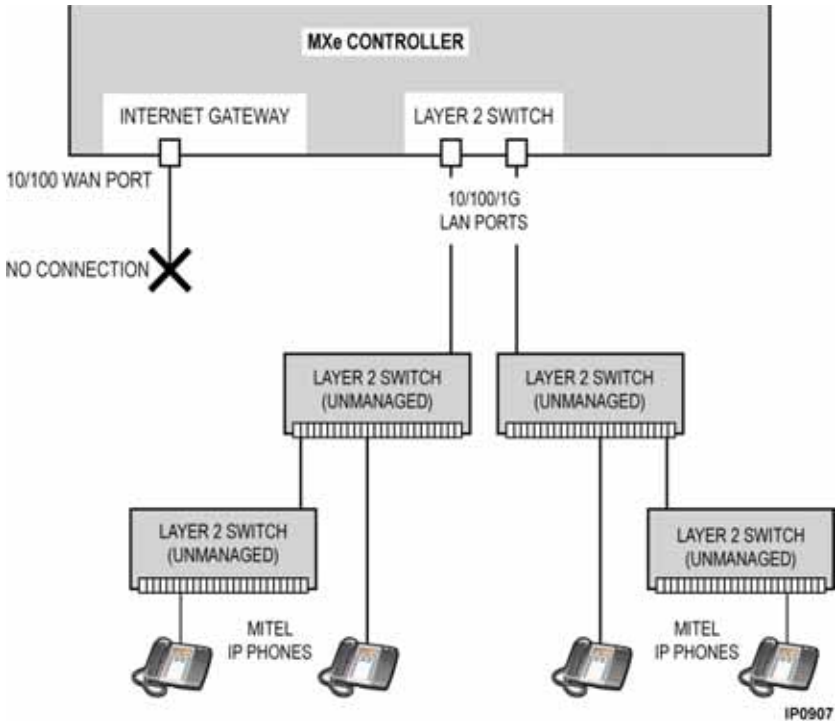 MXe CONTROLLER
INTERNET GATEWAY
LAYER 2 SWITCH
10/100 WAN PORT
10/100/1G
LAN PORTS
NO CONNECTION
LAYER 2 SWITCH
(UNMANAGED)
LAYER 2 SWITCH
(UNMANAGED)
LAYER 2 SWITCH
(UNMANAGED)
LAYER 2 SWITCH
(UNMANAGED)
MITEL
IP PHONES
MITEL
IP PHONES
IP0907